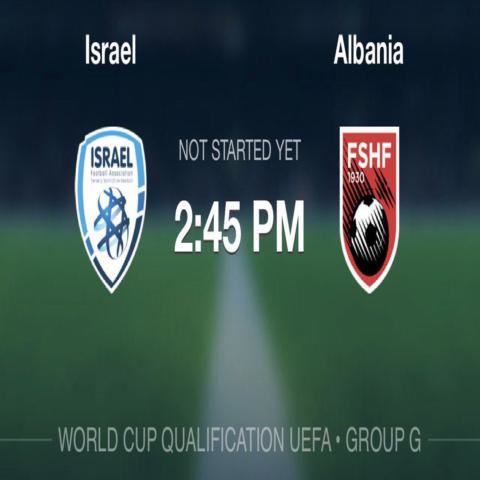 Israel
Albania
NOT STARTED YET
ISRAEL
Football Association
FSHF
1930
2:45 PM
WORLD CUP QUALIFICATION UEFA • GROUP G